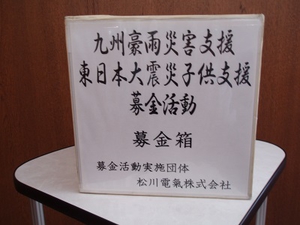 九州豪雨災害支援
東日本大震災子供支援
募金活動
募金箱
募金活動実施団体
松川電氣株式会社